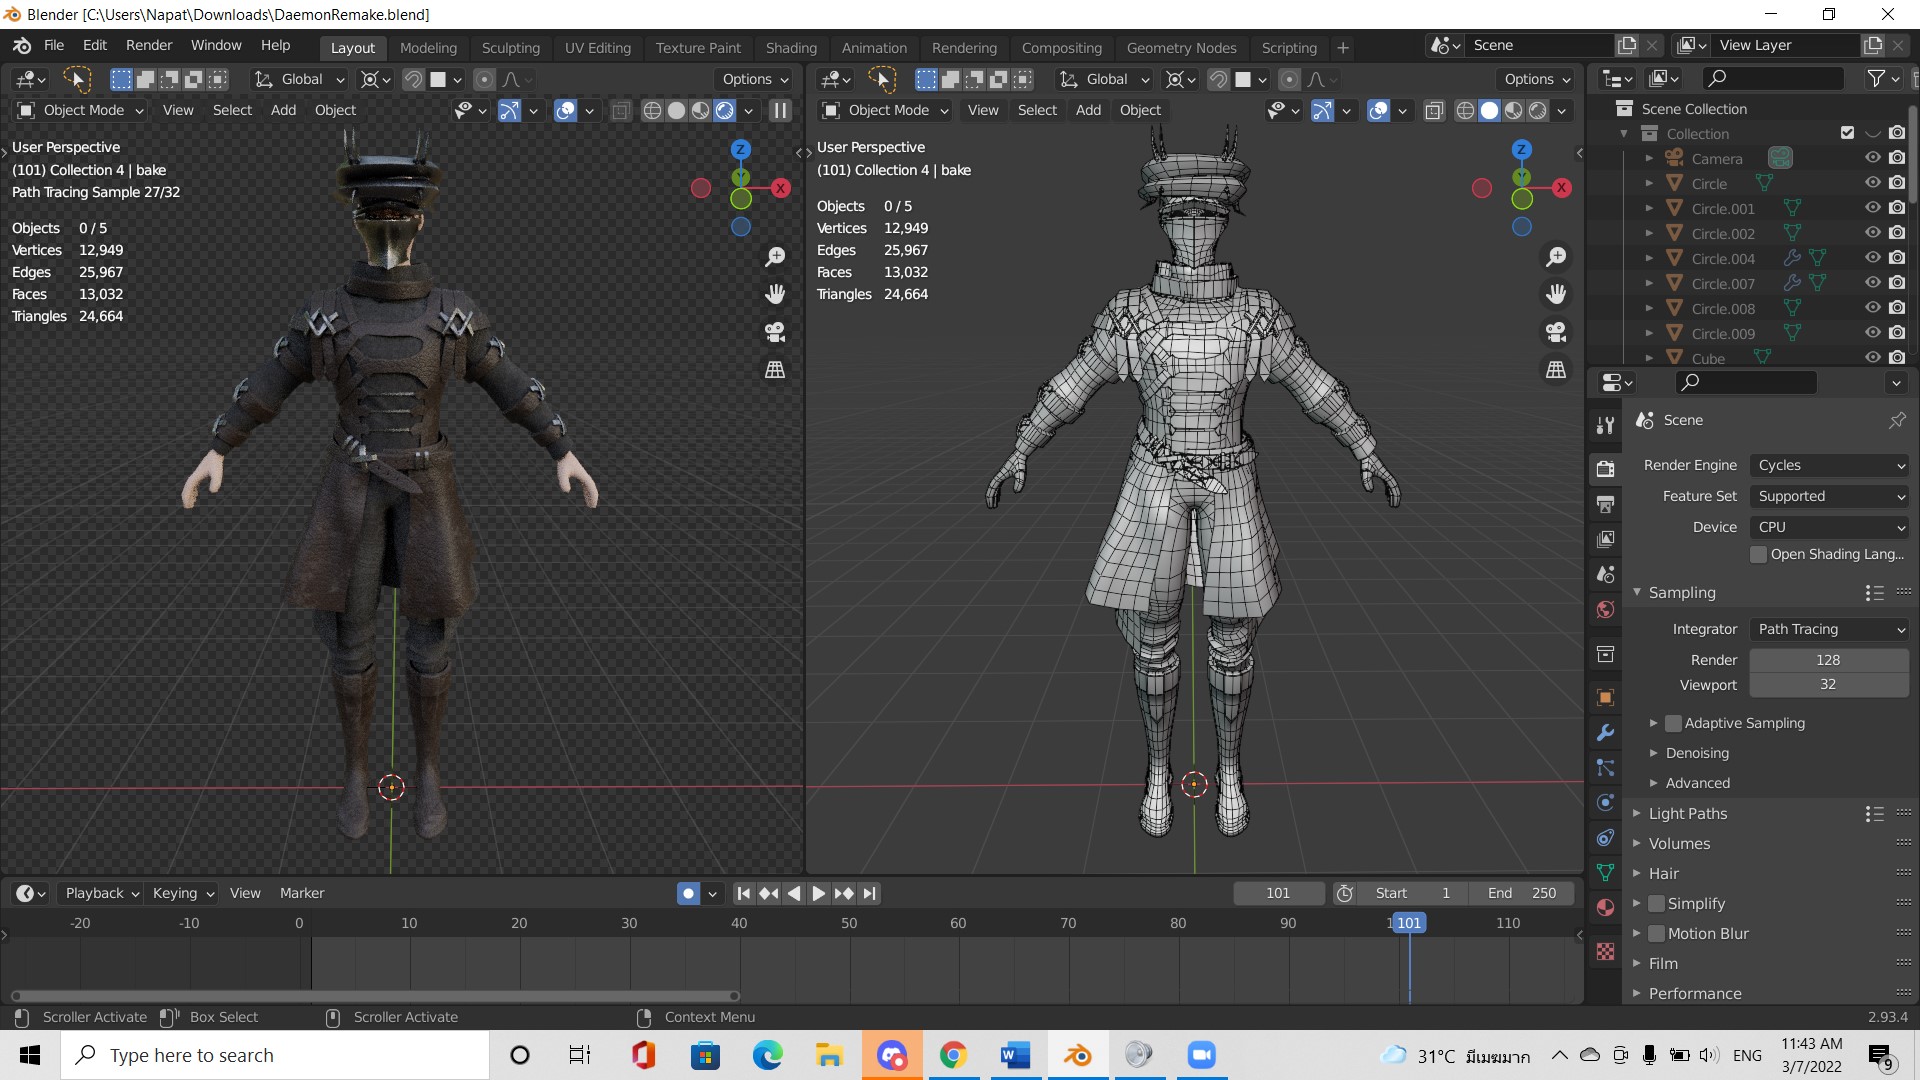 Blender [C:\Users\Napat\Downloads\DaemonRemake.blend]
File Edit Render Window Help
Layout Modeling Sculpting UV Editing Texture Paint Shading Animation Rendering Compositing Geometry Nodes Scripting +
Scene
View Layer
Global
Options
Global
Options
Object Mode View Select Add Object
Object Mode View Select Add Object
User Perspective
(101) Collection 4 | bake
Path Tracing Sample 27/32
Objects 0 / 5
Vertices 12,949
Edges 25,967
Faces 13,032
Triangles 24,664
Z
Y
X
User Perspective
(101) Collection 4 | bake
Objects 0 / 5
Vertices 12,949
Edges 25,967
Faces 13,032
Triangles 24,664
Z
Y
X
Scene Collection
Collection
Camera
Circle
Circle.001
Circle.002
Circle.004
Circle.007
Circle.008
Circle.009
Cube
Scene
Render Engine Cycles
Feature Set Supported
Device CPU
Open Shading Lang...
Sampling
Integrator Path Tracing
Render 128
Viewport 32
Adaptive Sampling
Denoising
Advanced
Light Paths
Volumes
Hair
Simplify
Motion Blur
Film
Performance
Playback Keying View Marker
101 Start 1 End 250
-20 -10 0 10 20 30 40 50 60 70 80 90 101 110
Scroller Activate Box Select Scroller Activate Context Menu
2.93.4
Type here to search
31°C มีเมฆมาก ENG
11:43 AM
3/7/2022
9